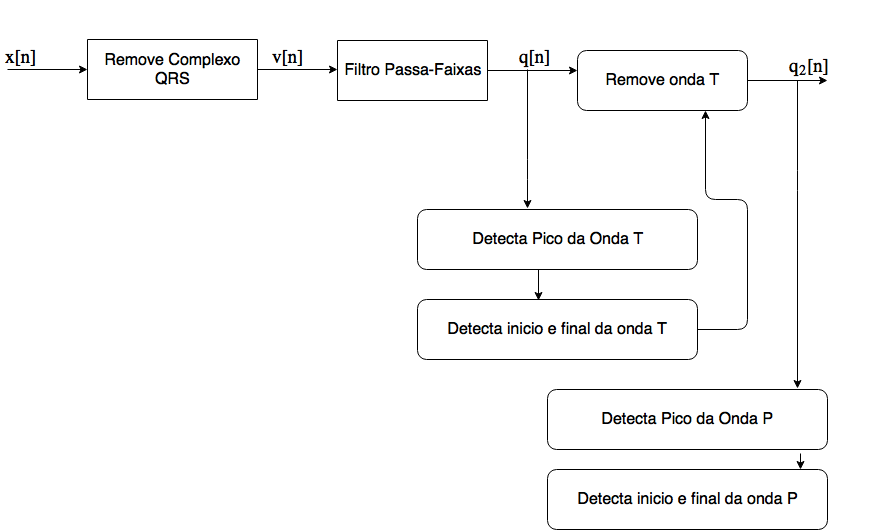 x[n]
Remove Complexo
QRS
v[n]
Filtro Passa-Faixas
q[n]
Remove onda T
q₂[n]
Detecta Pico da Onda T
Detecta inicio e final da onda T
Detecta Pico da Onda P
Detecta inicio e final da onda P